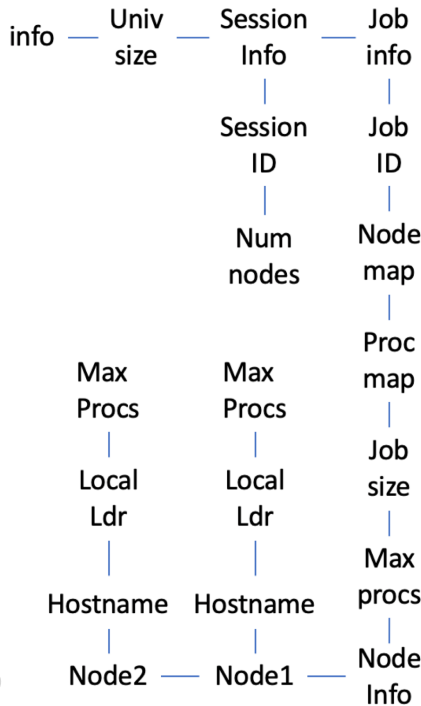 info
Univ
size
Session
Info
Job
info
Session
ID
Job
ID
Num
nodes
Node
map
Proc
map
Max
Procs
Max
Procs
Job
size
Local
Ldr
Local
Ldr
Max
procs
Hostname
Hostname
Node2
Node1
Node
Info